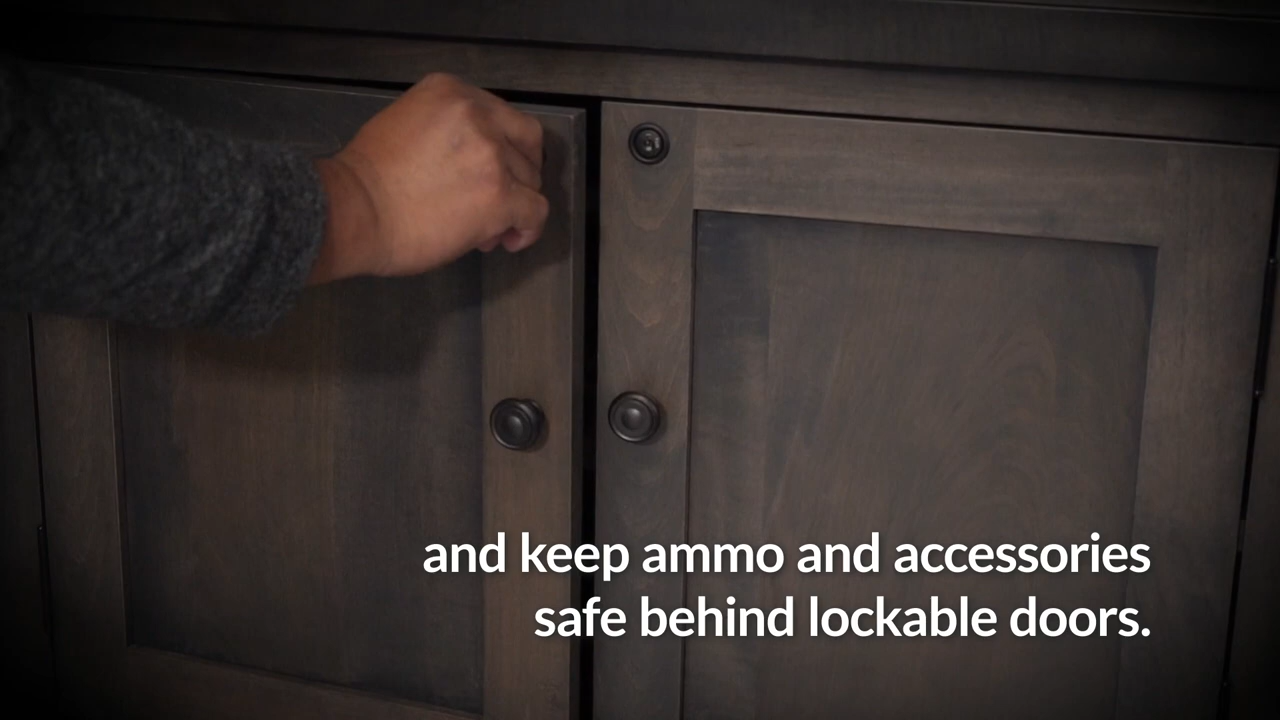 and keep ammo and accessories
safe behind lockable doors.